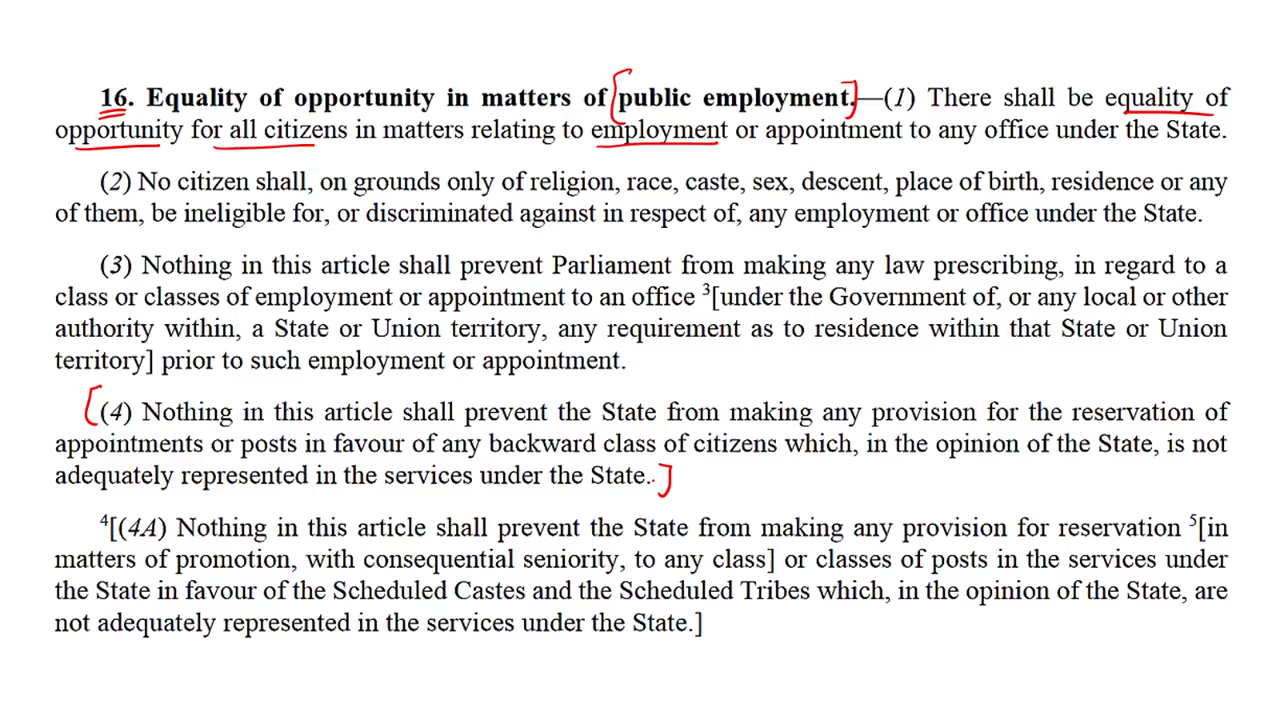 16. Equality of opportunity in matters of public employment.—(1) There shall be equality of
opportunity for all citizens in matters relating to employment or appointment to any office under the State.
(2) No citizen shall, on grounds only of religion, race, caste, sex, descent, place of birth, residence or any
of them, be ineligible for, or discriminated against in respect of, any employment or office under the State.
(3) Nothing in this article shall prevent Parliament from making any law prescribing, in regard to a
class or classes of employment or appointment to an office 3[under the Government of, or any local or other
authority within, a State or Union territory, any requirement as to residence within that State or Union
territory] prior to such employment or appointment.
(4) Nothing in this article shall prevent the State from making any provision for the reservation of
appointments or posts in favour of any backward class of citizens which, in the opinion of the State, is not
adequately represented in the services under the State.
4[(4A) Nothing in this article shall prevent the State from making any provision for reservation 5[in
matters of promotion, with consequential seniority, to any class] or classes of posts in the services under
the State in favour of the Scheduled Castes and the Scheduled Tribes which, in the opinion of the State, are
not adequately represented in the services under the State.]